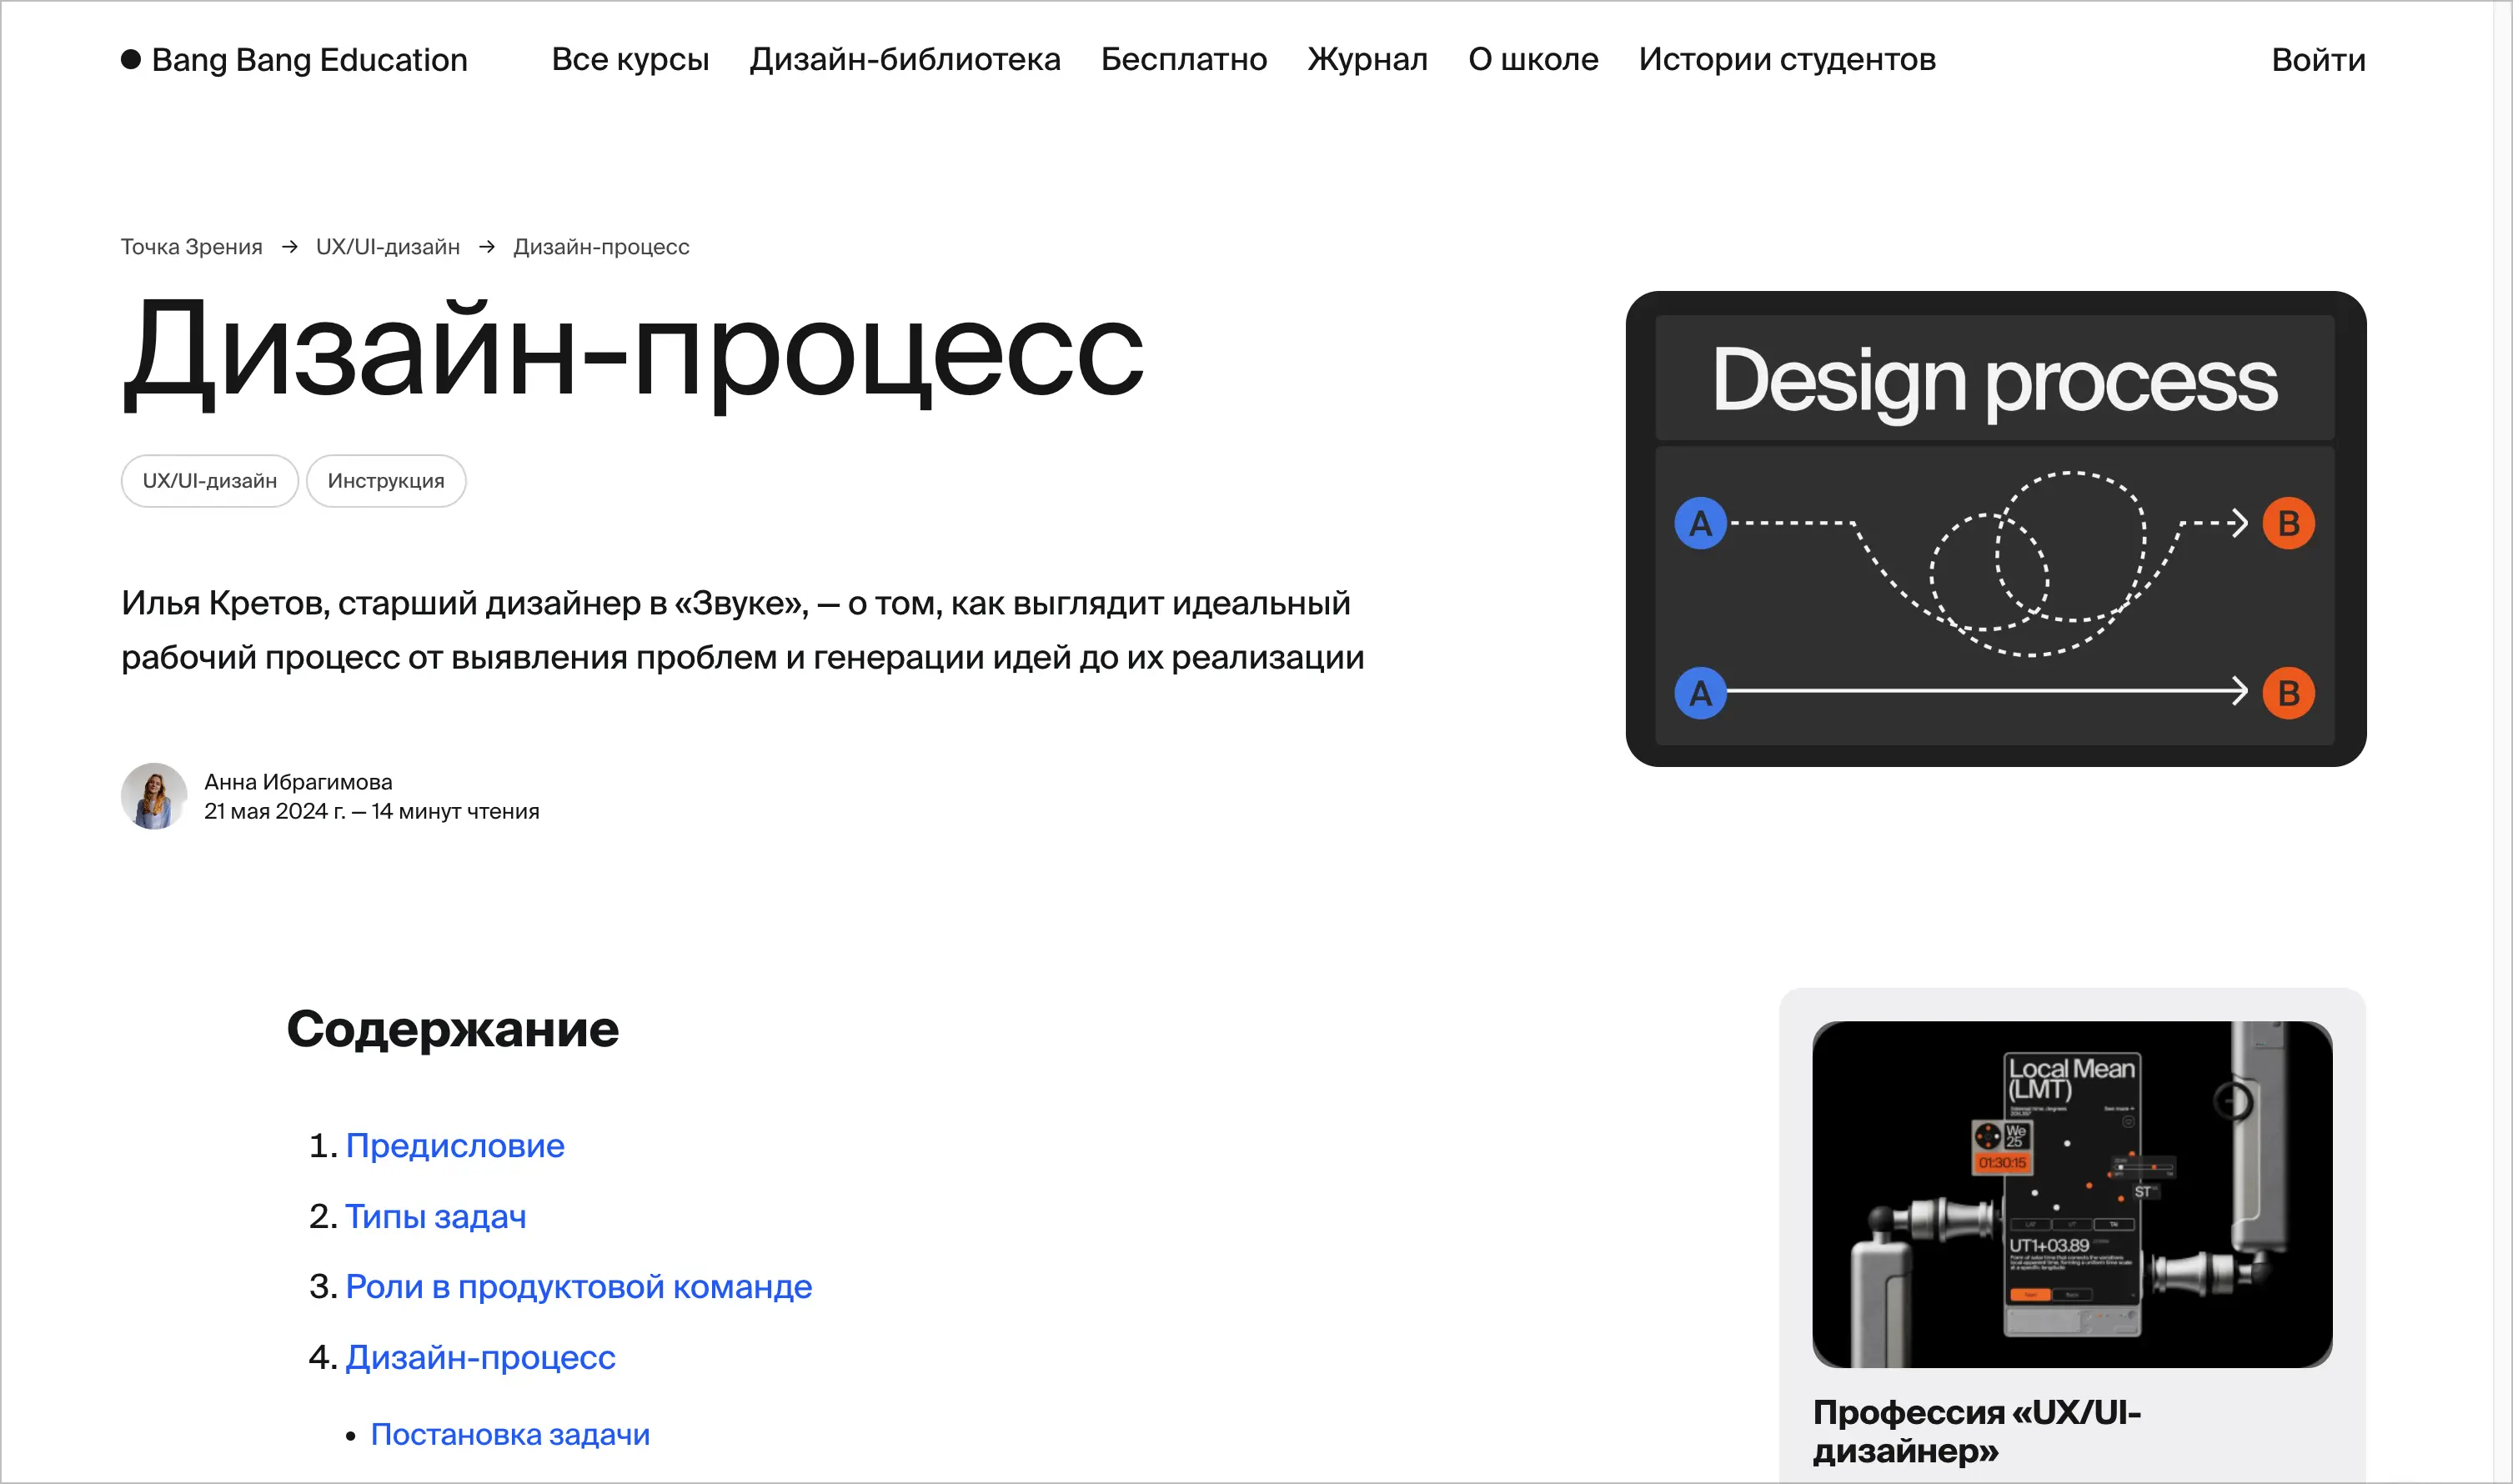 Bang Bang Education
Все курсы
Дизайн-библиотека
Бесплатно
Журнал
О школе
Истории студентов
Войти
Точка Зрения → UX/UI-дизайн → Дизайн-процесс
Дизайн-процесс
UX/UI-дизайн
Инструкция
Илья Кретов, старший дизайнер в «Звуке», — о том, как выглядит идеальный
рабочий процесс от выявления проблем и генерации идей до их реализации
Анна Ибрагимова
21 мая 2024 г. — 14 минут чтения
Design process
A
B
A
B
Содержание
1. Предисловие
2. Типы задач
3. Роли в продуктовой команде
4. Дизайн-процесс
• Постановка задачи
Local Mean
(LMT)
We
25
01:30:15
ST
UT1+03.89
Профессия «UX/UI-
дизайнер»